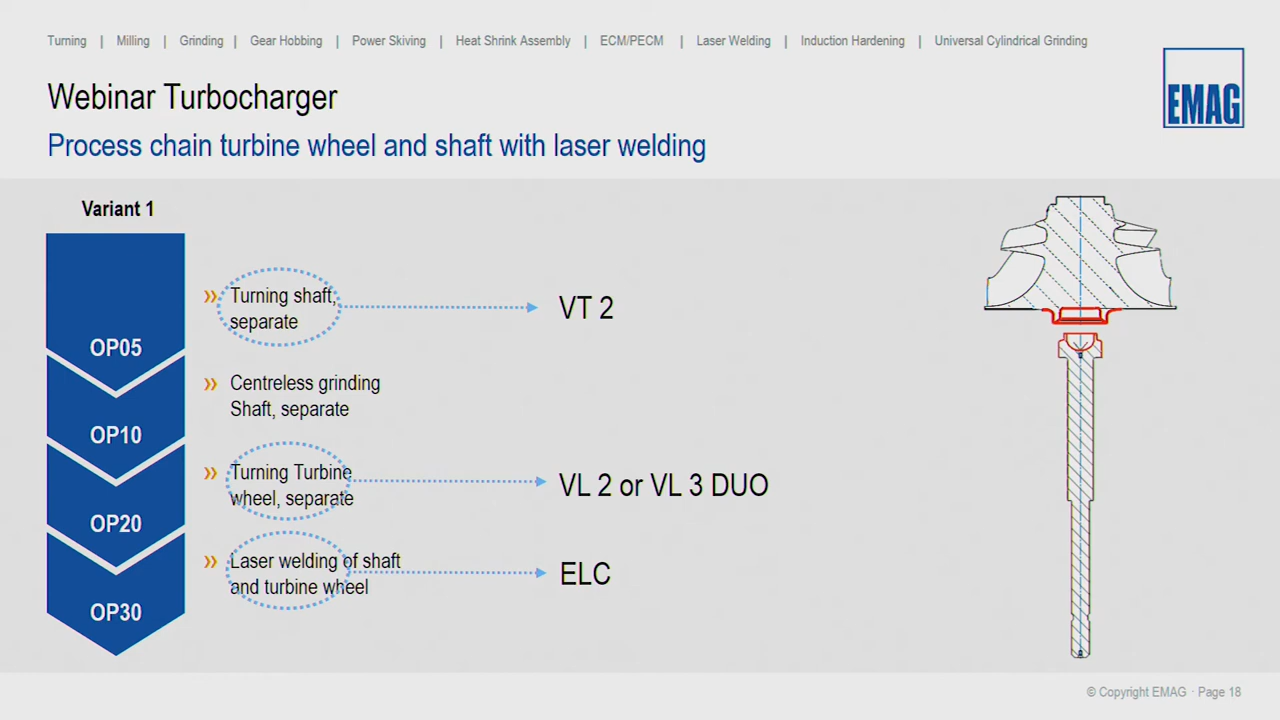 Turning | Milling | Grinding | Gear Hobbing | Power Skiving | Heat Shrink Assembly | ECM/PECM | Laser Welding | Induction Hardening | Universal Cylindrical Grinding
Webinar Turbocharger
EMAG
Process chain turbine wheel and shaft with laser welding
Variant 1
OP05
» Turning shaft,
separate
VT 2
OP10
» Centreless grinding
Shaft, separate
OP20
» Turning Turbine
wheel, separate
VL 2 or VL 3 DUO
OP30
» Laser welding of shaft
and turbine wheel
ELC
© Copyright EMAG · Page 18